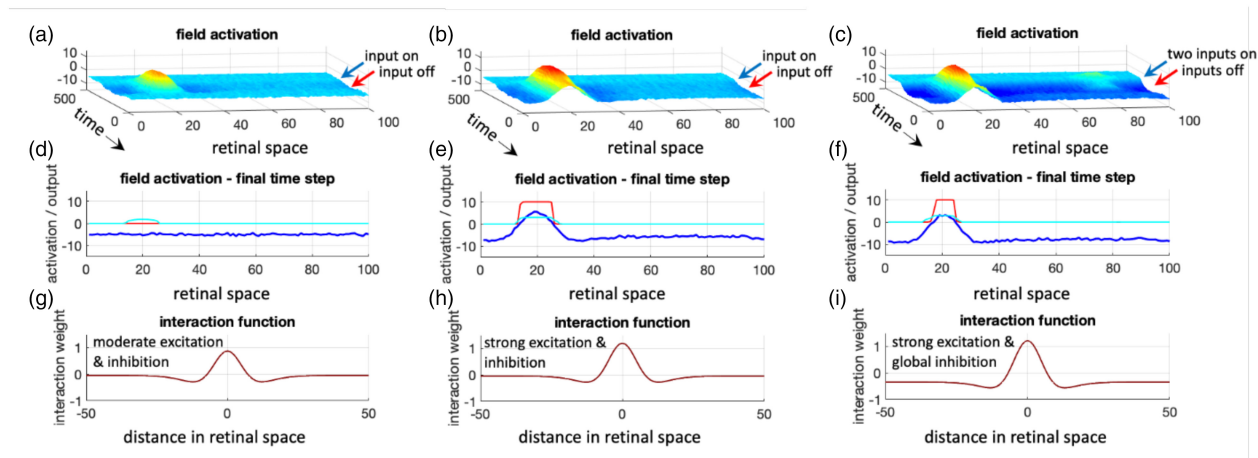 (a)
field activation
10
0
-10
500
0
0
20
40
60
80
100
input on
input off
time
retinal space
(b)
field activation
10
0
-10
500
0
0
20
40
60
80
100
input on
input off
time
retinal space
(c)
field activation
10
0
-10
500
0
0
20
40
60
80
100
two inputs on
inputs off
time
retinal space
(d)
field activation - final time step
activation / output
10
0
-10
0 20 40 60 80 100
retinal space
(e)
field activation - final time step
activation / output
10
0
-10
0 20 40 60 80 100
retinal space
(f)
field activation - final time step
activation / output
10
0
-10
0 20 40 60 80 100
retinal space
(g)
interaction function
interaction weight
moderate excitation
& inhibition
1
0
-1
-50 0 50
distance in retinal space
(h)
interaction function
interaction weight
strong excitation &
inhibition
1
0
-1
-50 0 50
distance in retinal space
(i)
interaction function
interaction weight
strong excitation &
global inhibition
1
0
-1
-50 0 50
distance in retinal space